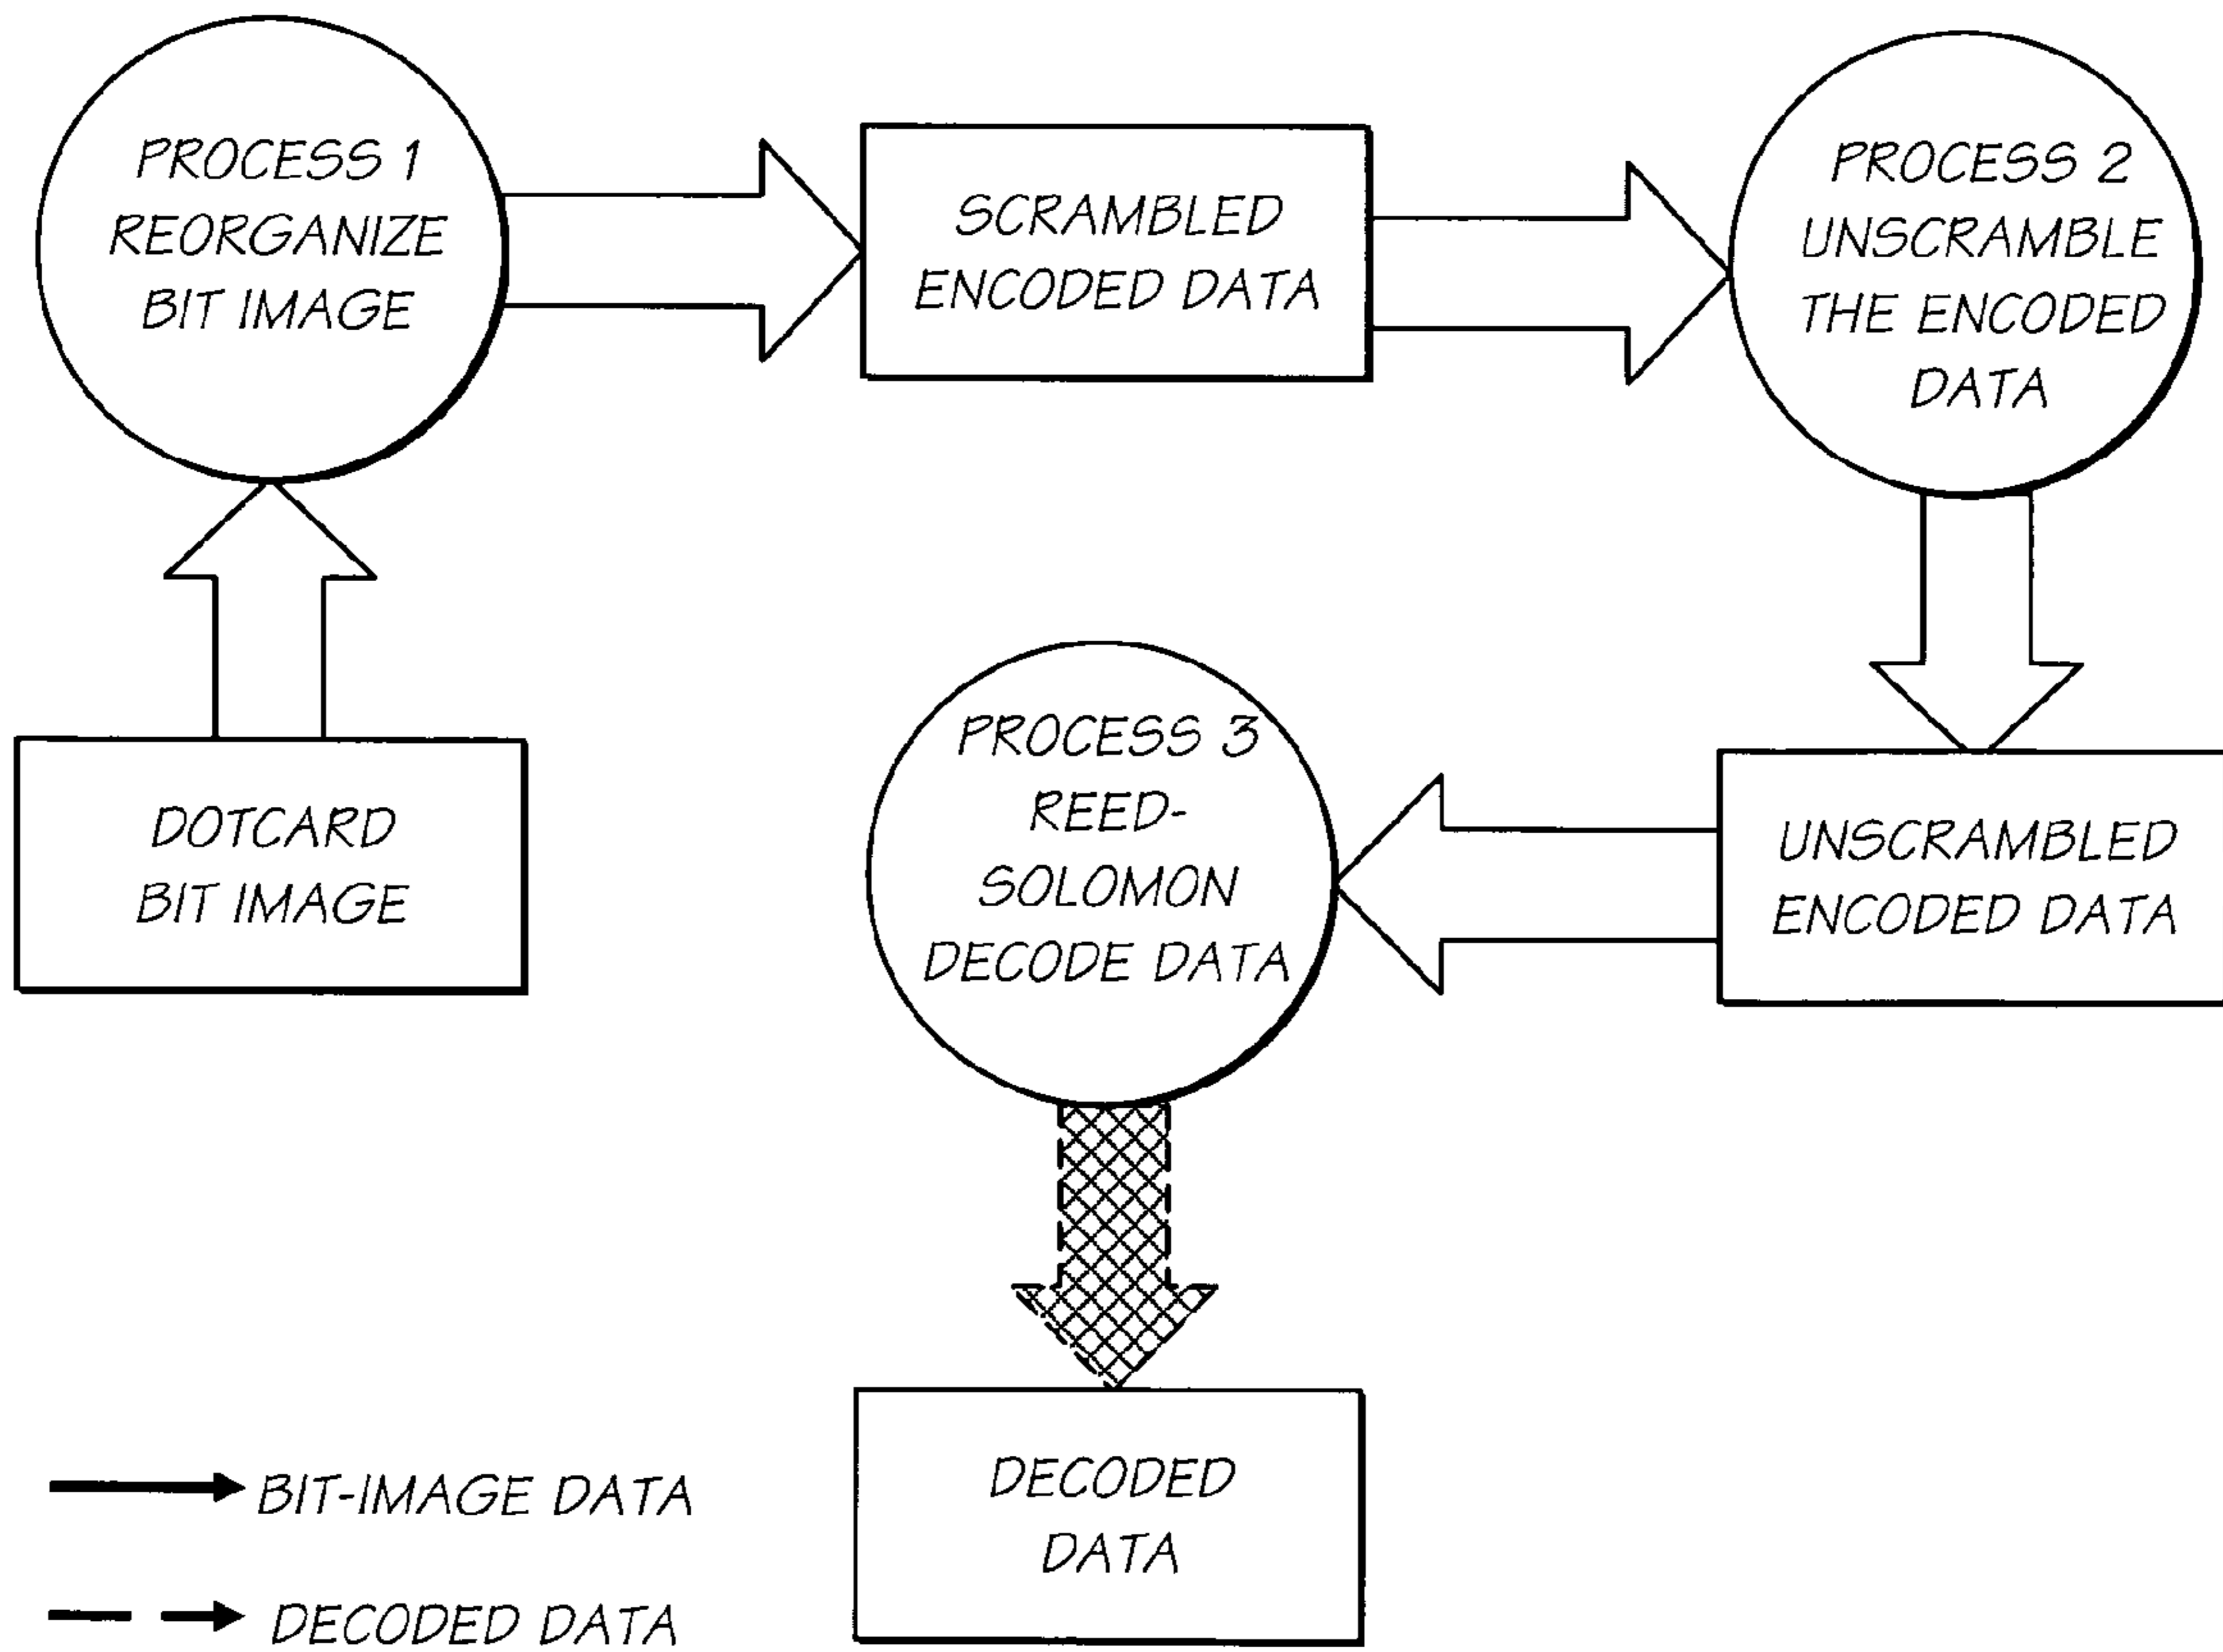 PROCESS 1
REORGANIZE
BIT IMAGE
SCRAMBLED
ENCODED DATA
PROCESS 2
UNSCRAMBLE
THE ENCODED
DATA
DOTCARD
BIT IMAGE
PROCESS 3
REED-
SOLOMON
DECODE DATA
UNSCRAMBLED
ENCODED DATA
DECODED
DATA
BIT-IMAGE DATA
DECODED DATA